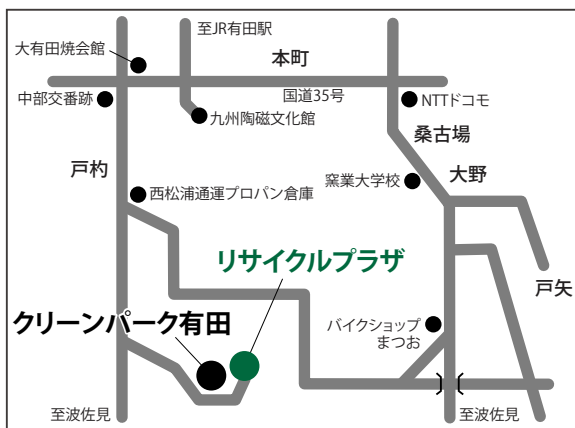 至JR有田駅
大有田焼会館
本町
国道35号
中部交番跡
NTTドコモ
九州陶磁文化館
桑古場
戸杓
窯業大学校
大野
西松浦通運プロパン倉庫
リサイクルプラザ
戸矢
クリーンパーク有田
バイクショップ
まつお
至波佐見
至波佐見